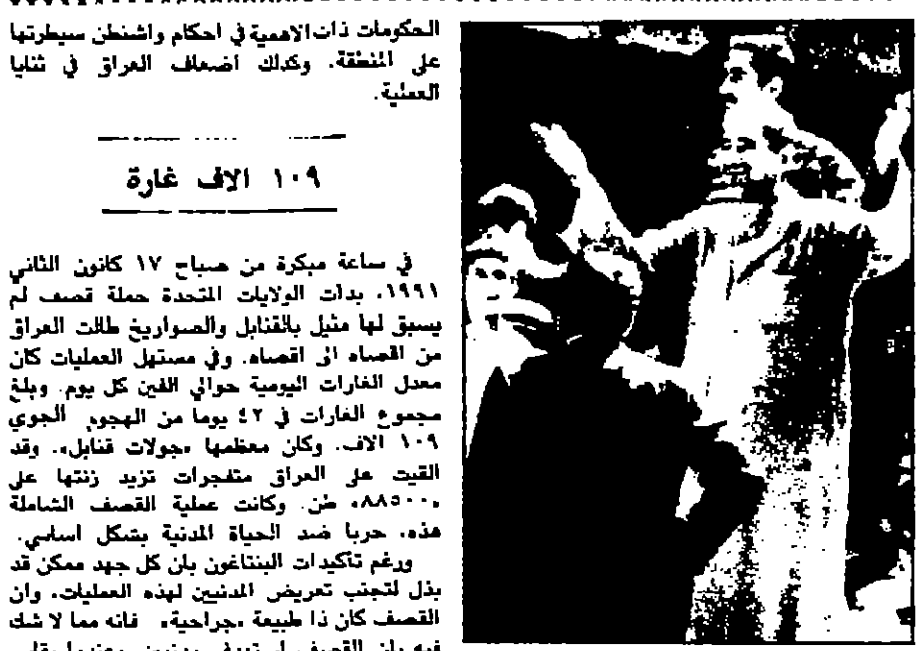 الحكومات ذات الاهمية في احكام واشنطن سيطرتها
على المنطقة. وكذلك اضعاف العراق في ثنايا
العملية.
١٠٩ الاف غارة
في ساعة مبكرة من صباح ١٧ كانون الثاني
١٩٩١، بدأت الولايات المتحدة حملة قصف لم
يسبق لها مثيل بالقنابل والصواريخ طالت العراق
من اقصاه الى اقصاه. وفي مستهل العمليات كان
معدل الغارات اليومية حوالي الفين كل يوم. وبلغ
مجموع الغارات في ٤٢ يوما من الهجوم الجوي
١٠٩ الاف. وكان معظمها «جولات قنابل». وقد
القيت على العراق متفجرات تزيد زنتها على
«٨٨٥٠٠» طن. وكانت عملية القصف الشاملة
هذه، حربا ضد الحياة المدنية بشكل اساسي.
ورغم تأكيدات البنتاغون بان كل جهد ممكن قد
بذل لتجنب تعريض المدنيين لهذه العمليات، وان
القصف كان ذا طبيعة «جراحية» فانه مما لا شك
فيه بان القصف